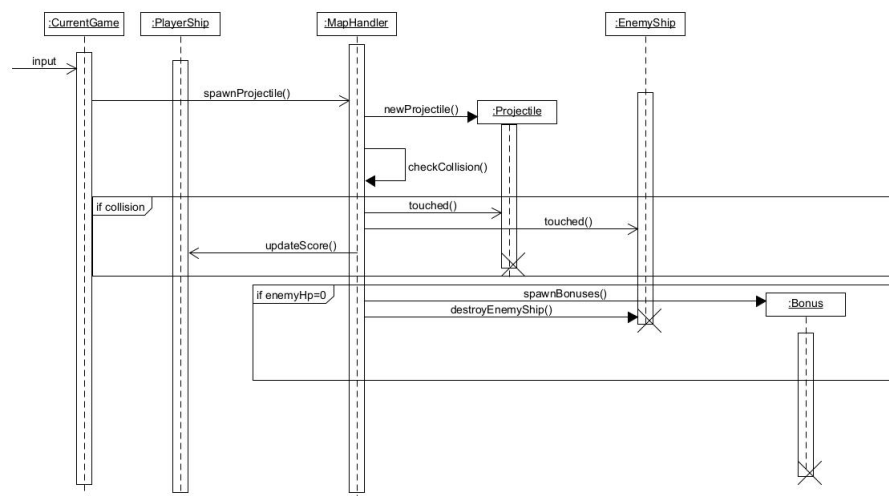 :CurrentGame
:PlayerShip
:MapHandler
:EnemyShip
input
spawnProjectile()
newProjectile()
:Projectile
checkCollision()
if collision
touched()
touched()
updateScore()
if enemyHp=0
spawnBonuses()
:Bonus
destroyEnemyShip()